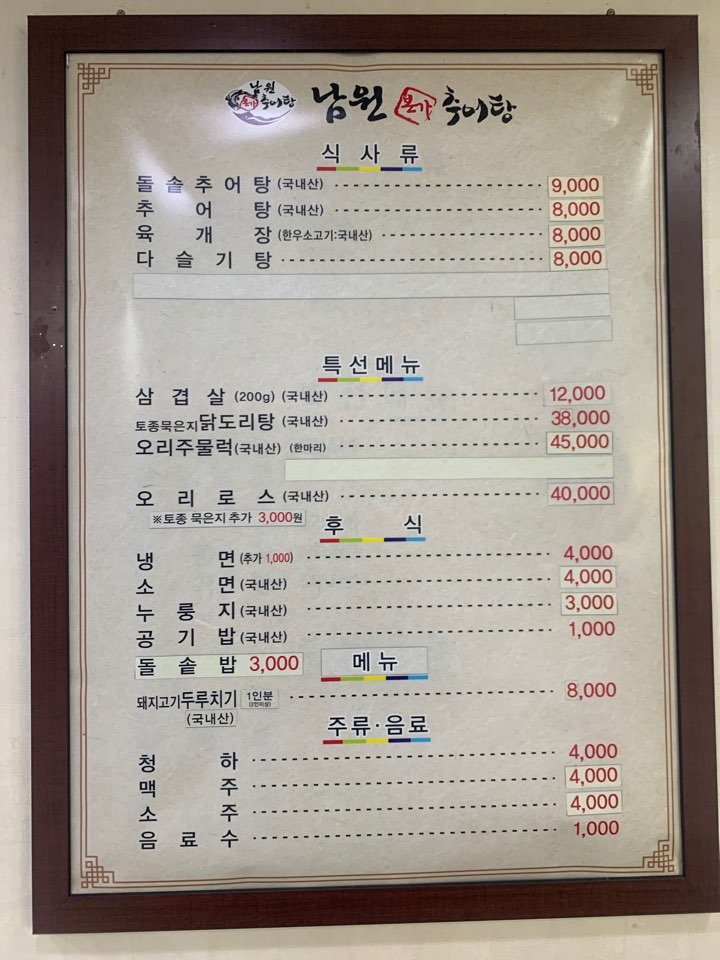 남원 본가 추어탕
남원 본가 추어탕
식사류
돌솥추어탕 (국내산) 9,000
추어탕 (국내산) 8,000
육개장 (한우소고기:국내산) 8,000
다슬기탕 8,000
특선메뉴
삼겹살 (200g) (국내산) 12,000
토종묵은지닭도리탕 (국내산) 38,000
오리주물럭(국내산) (한마리) 45,000
오리로스 (국내산) 40,000
※토종 묵은지 추가 3,000원
후식
냉면 (추가 1,000) 4,000
소면 (국내산) 4,000
누룽지 (국내산) 3,000
공기밥 (국내산) 1,000
돌솥밥 3,000
메뉴
돼지고기두루치기 1인분 (2인이상) 8,000
(국내산)
주류·음료
청하 4,000
맥주 4,000
소주 4,000
음료수 1,000